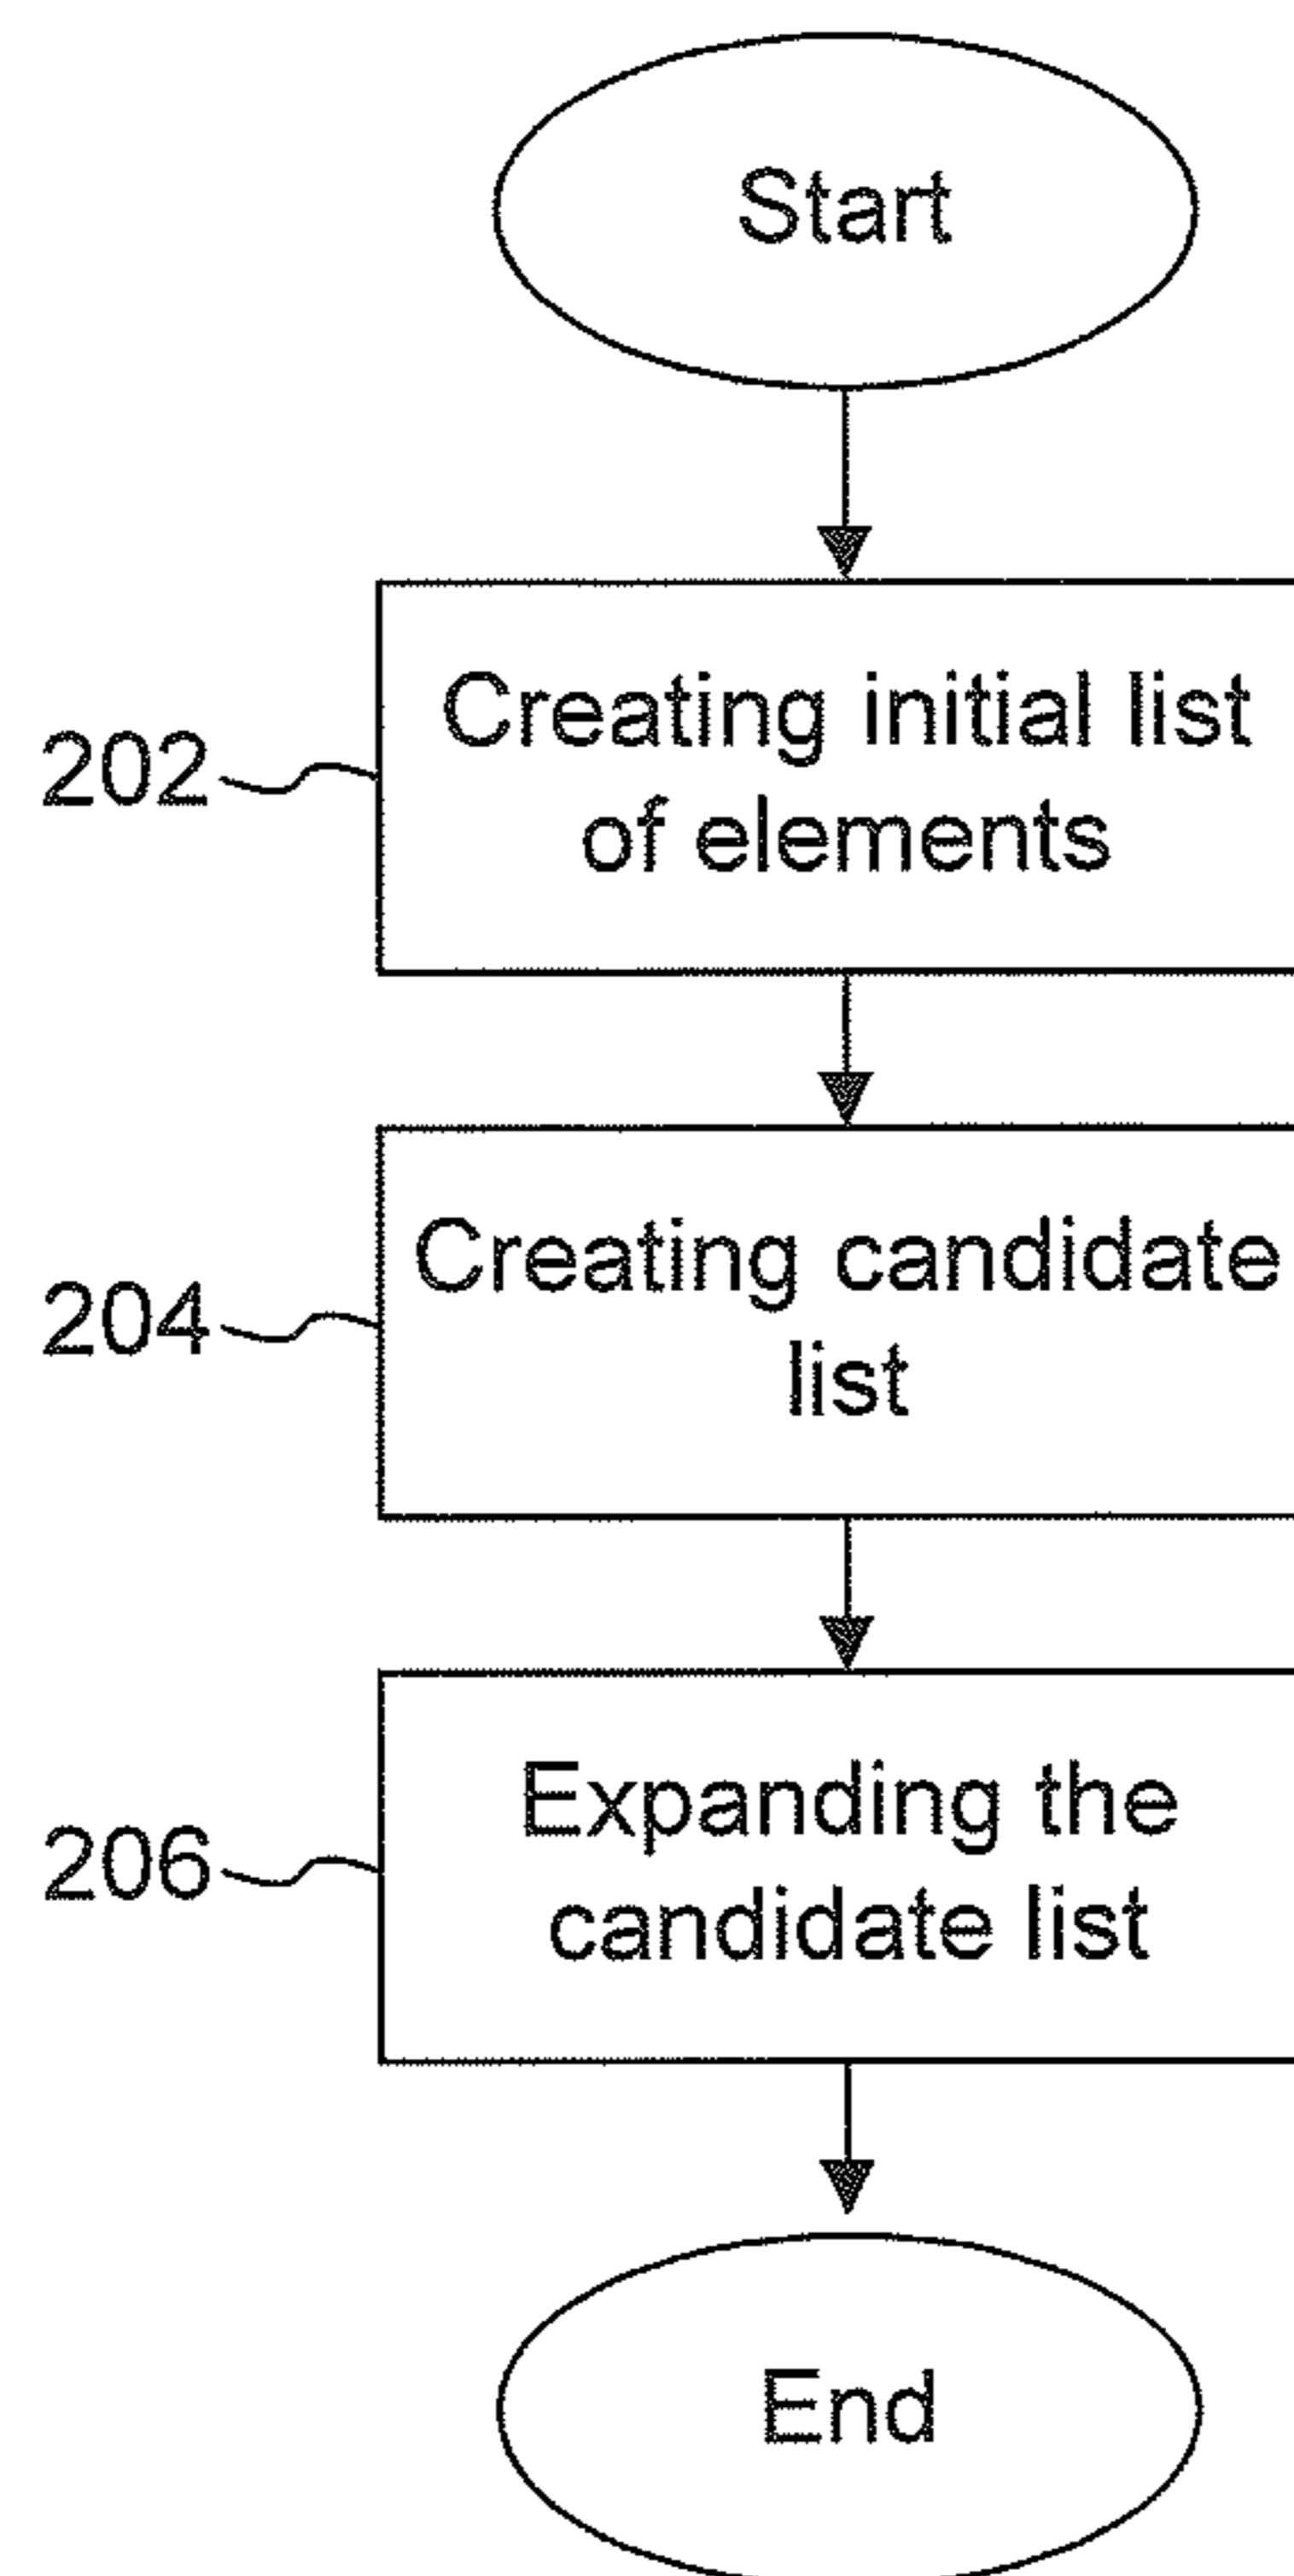 Start
202
Creating initial list
of elements
204
Creating candidate
list
206
Expanding the
candidate list
End